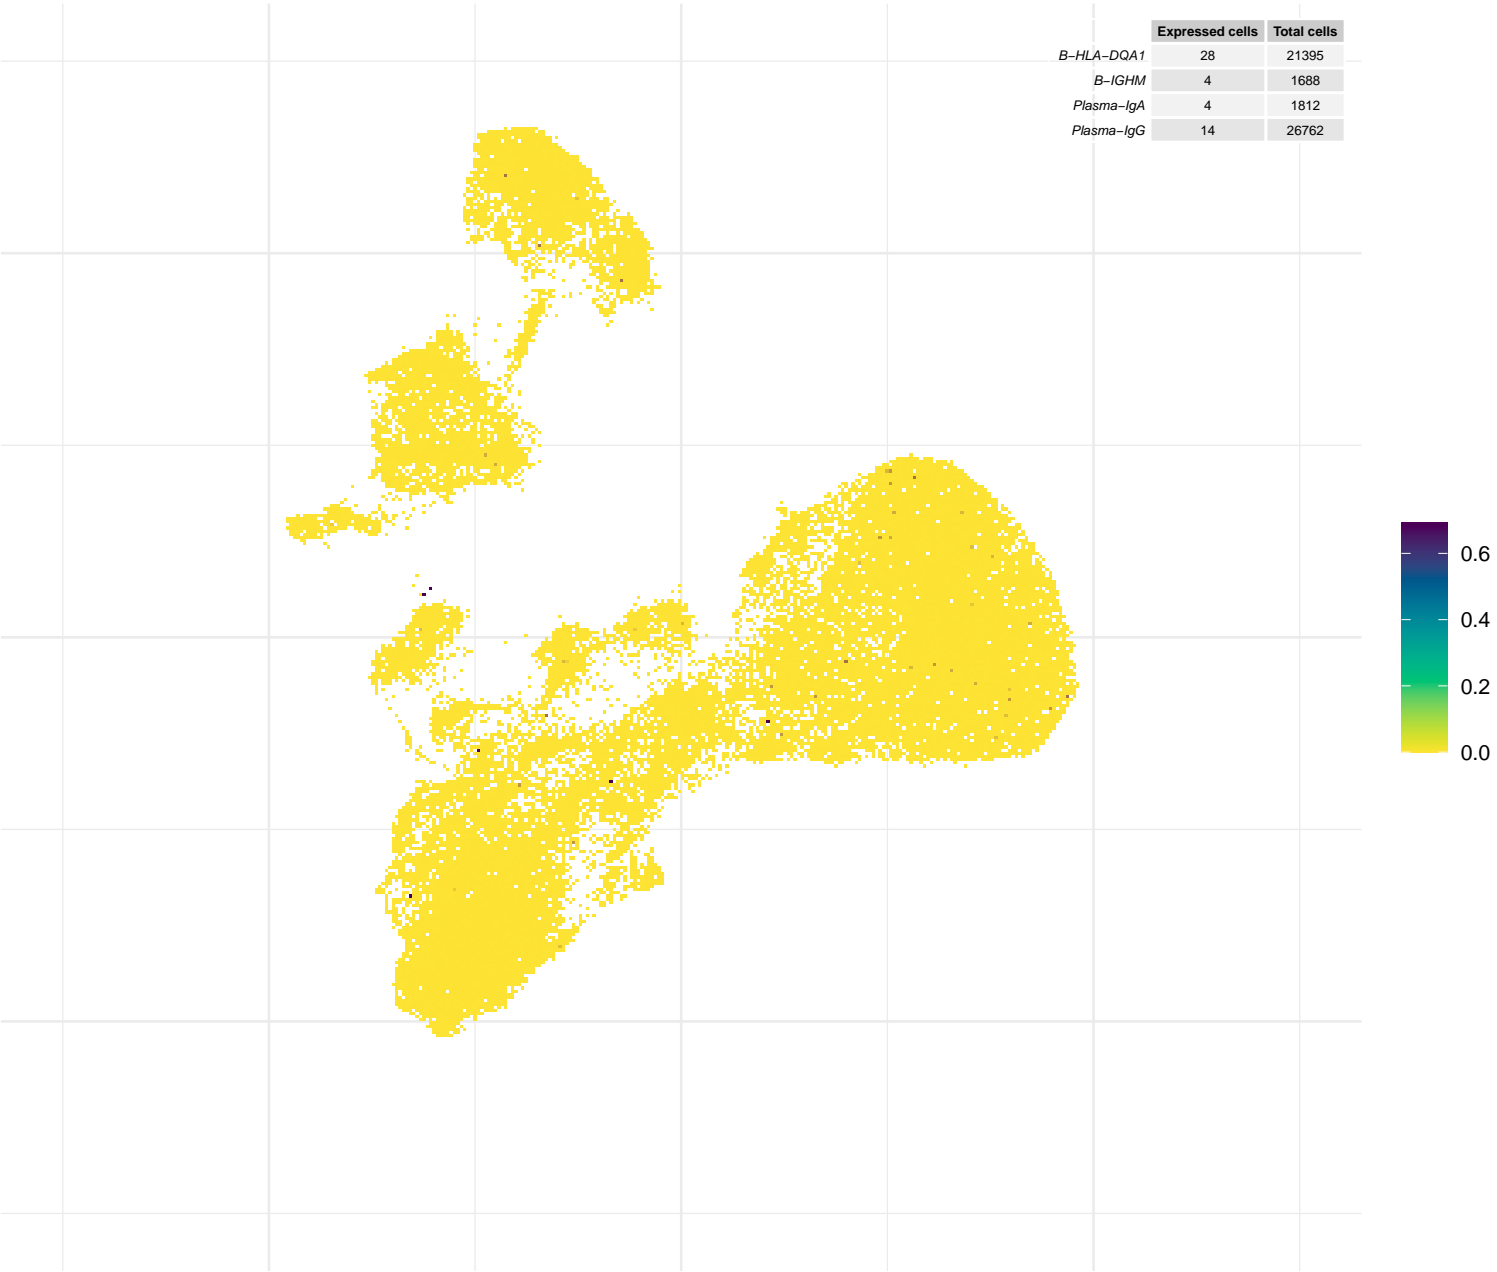 Expressed cells Total cells
B−HLA−DQA1 28 21395
B−IGHM 4 1688
Plasma−IgA 4 1812
Plasma−IgG 14 26762
0.6
0.4
0.2
0.0